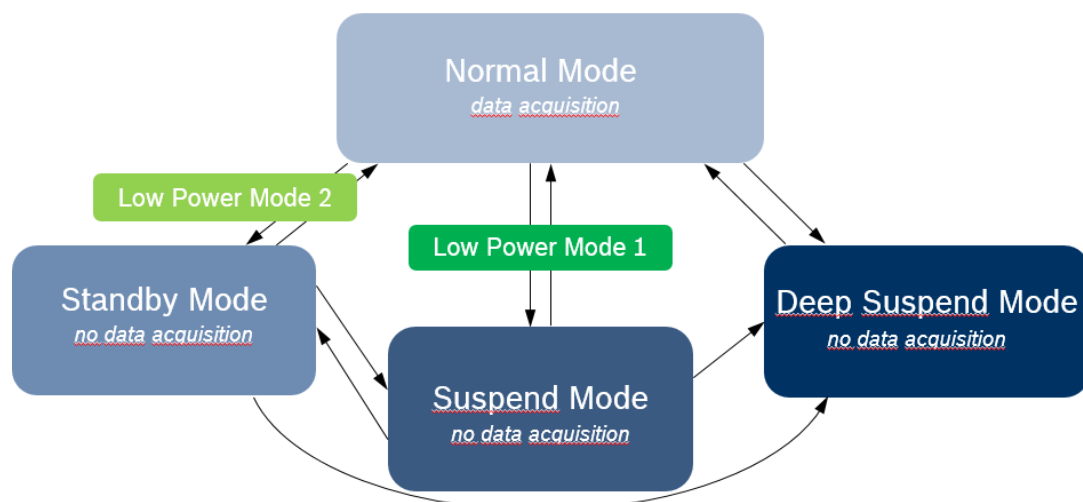 Normal Mode
data acquisition
Low Power Mode 2
Low Power Mode 1
Standby Mode
no data acquisition
Deep Suspend Mode
no data acquisition
Suspend Mode
no data acquisition